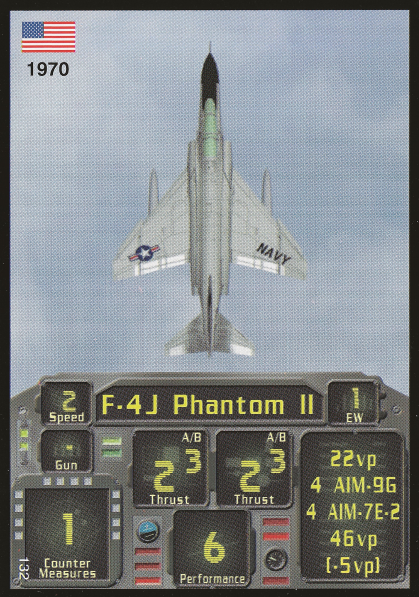 1970
NAVY
2
Speed
F-4J Phantom II
1
EW
-
Gun
A/B
2 3
Thrust
A/B
2 3
Thrust
22vp
4 AIM-9G
4 AIM-7E-2
46vp
(-5vp)
1
Counter
Measures
6
Performance
132